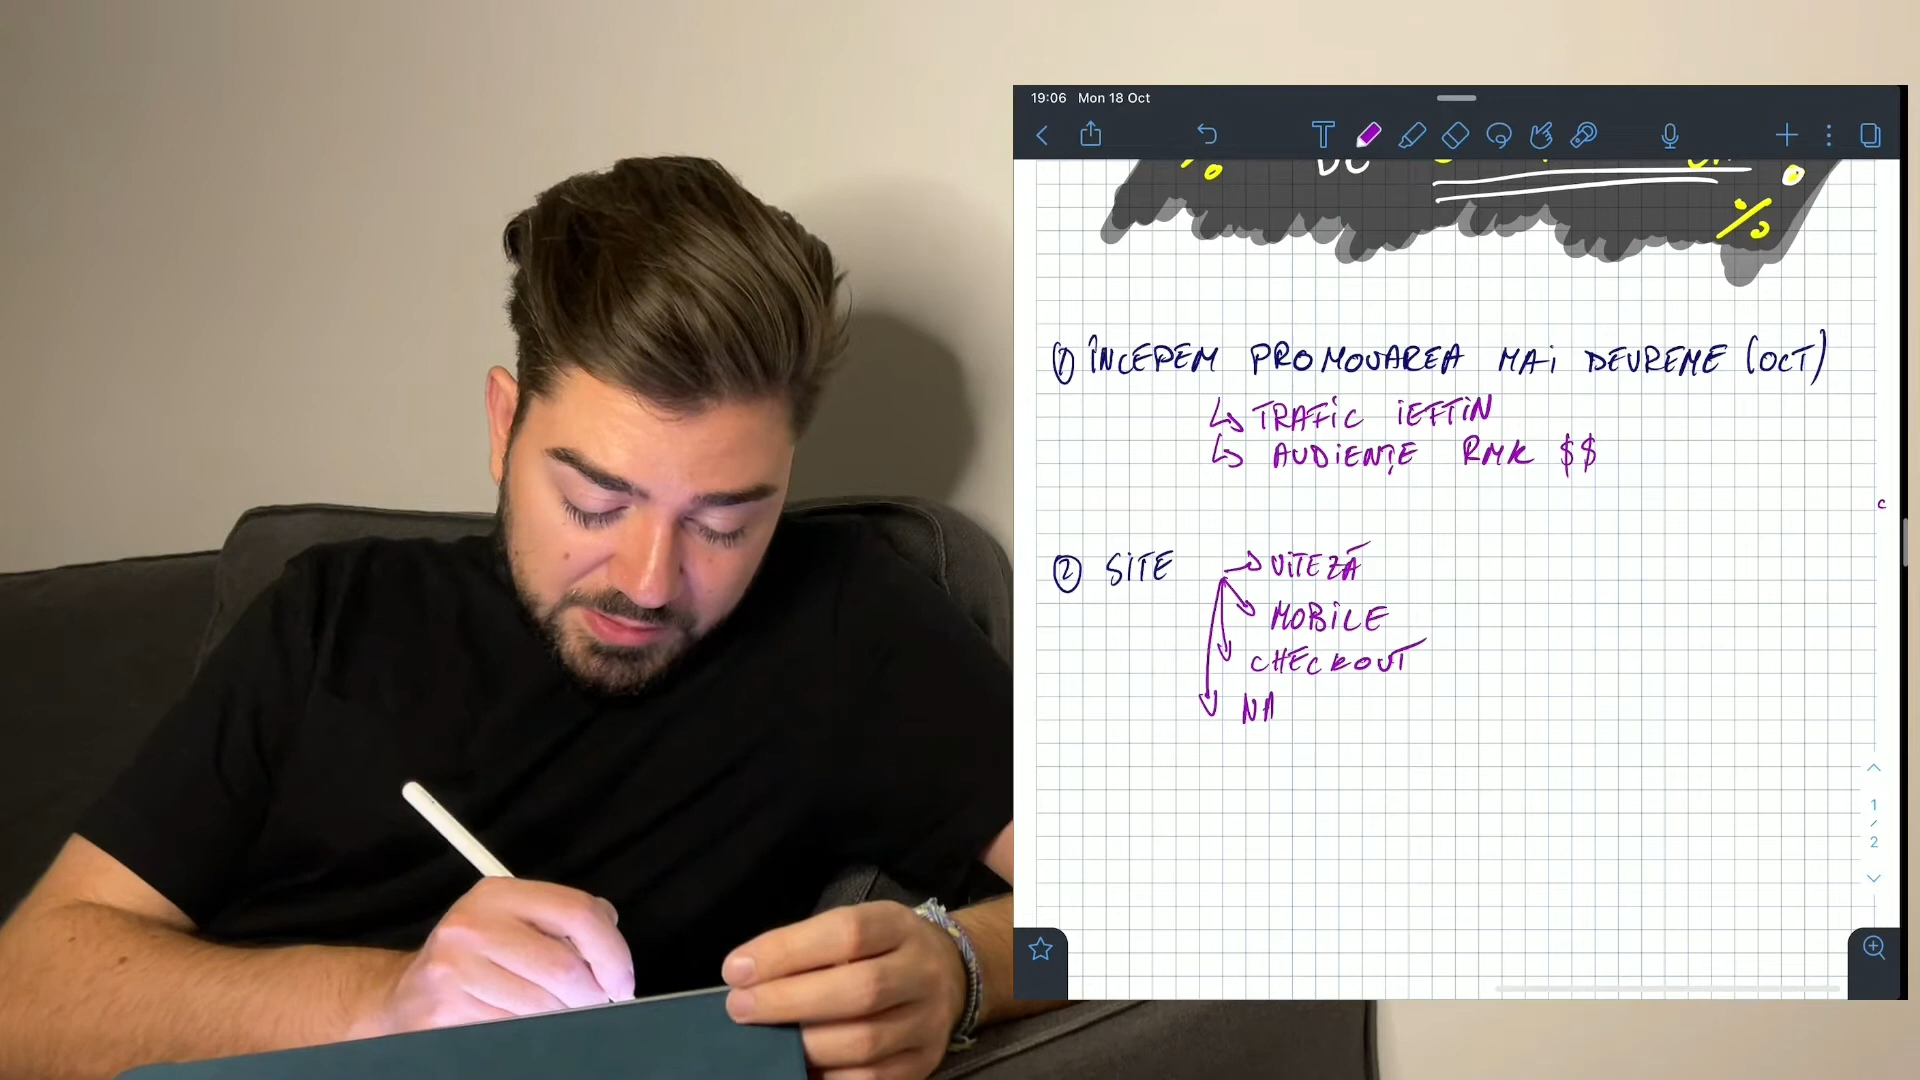 19:06 Mon 18 Oct
① ÎNCEPEM PROMOVAREA MAI DEVREME (OCT)
↳ TRAFIC IEFTIN
↳ AUDIENȚE RMK $$
② SITE → VITEZĂ
MOBILE
CHECKOUT
NA
1
/
2